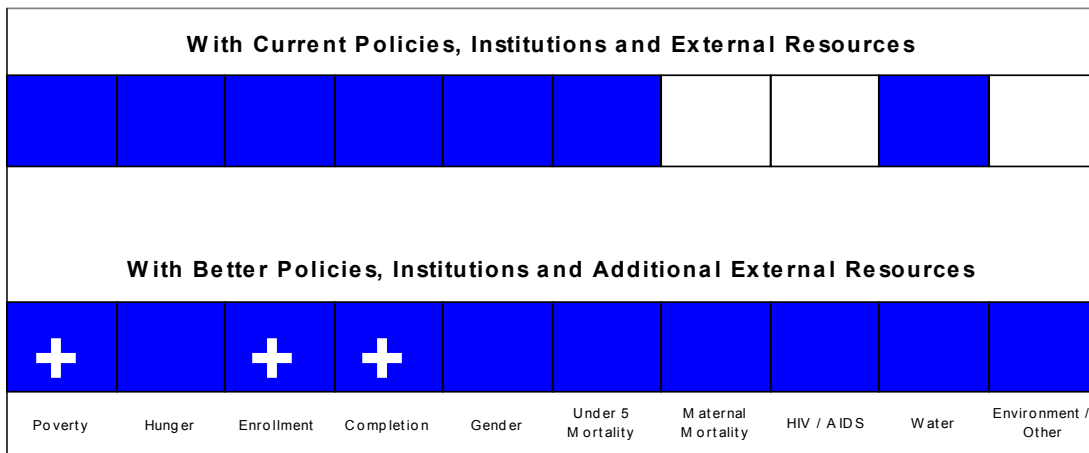 With Current Policies, Institutions and External Resources
With Better Policies, Institutions and Additional External Resources
+ + +
Poverty Hunger Enrollment Completion Gender Under 5 Mortality Maternal Mortality HIV / AIDS Water Environment / Other